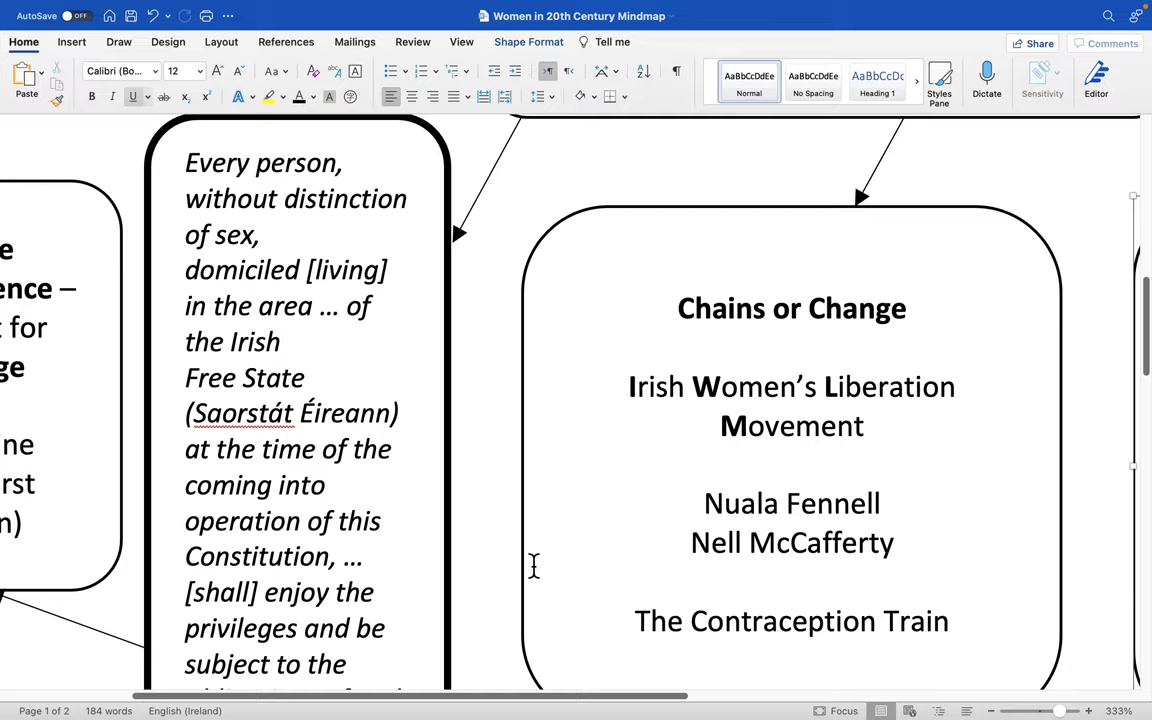 AutoSave OFF
Women in 20th Century Mindmap
Home Insert Draw Design Layout References Mailings Review View Shape Format Tell me
Share Comments
Paste
Calibri (Bo... 12
Aa
B I U ab x₂ x²
AaBbCcDdEe
Normal
AaBbCcDdEe
No Spacing
AaBbCcDc
Heading 1
Styles
Pane
Dictate
Sensitivity
Editor
e
ence –
t for
ge
ne
rst
n)
Every person,
without distinction
of sex,
domiciled [living]
in the area ... of
the Irish
Free State
(Saorstát Éireann)
at the time of the
coming into
operation of this
Constitution, ...
[shall] enjoy the
privileges and be
subject to the
Chains or Change
Irish Women's Liberation
Movement
Nuala Fennell
Nell McCafferty
The Contraception Train
Page 1 of 2 184 words English (Ireland)
Focus
333%